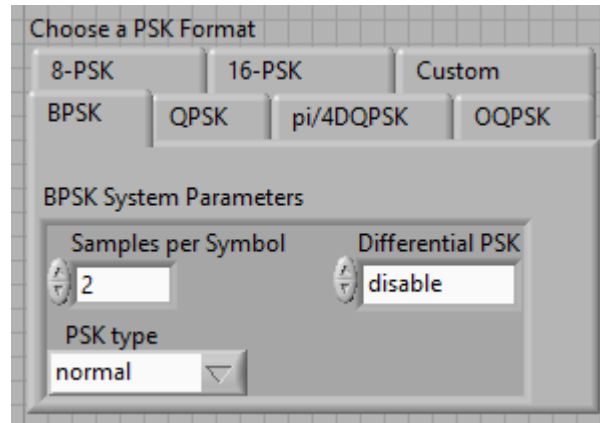 Choose a PSK Format
8-PSK 16-PSK Custom
BPSK QPSK pi/4DQPSK OQPSK
BPSK System Parameters
Samples per Symbol Differential PSK
2 disable
PSK type
normal